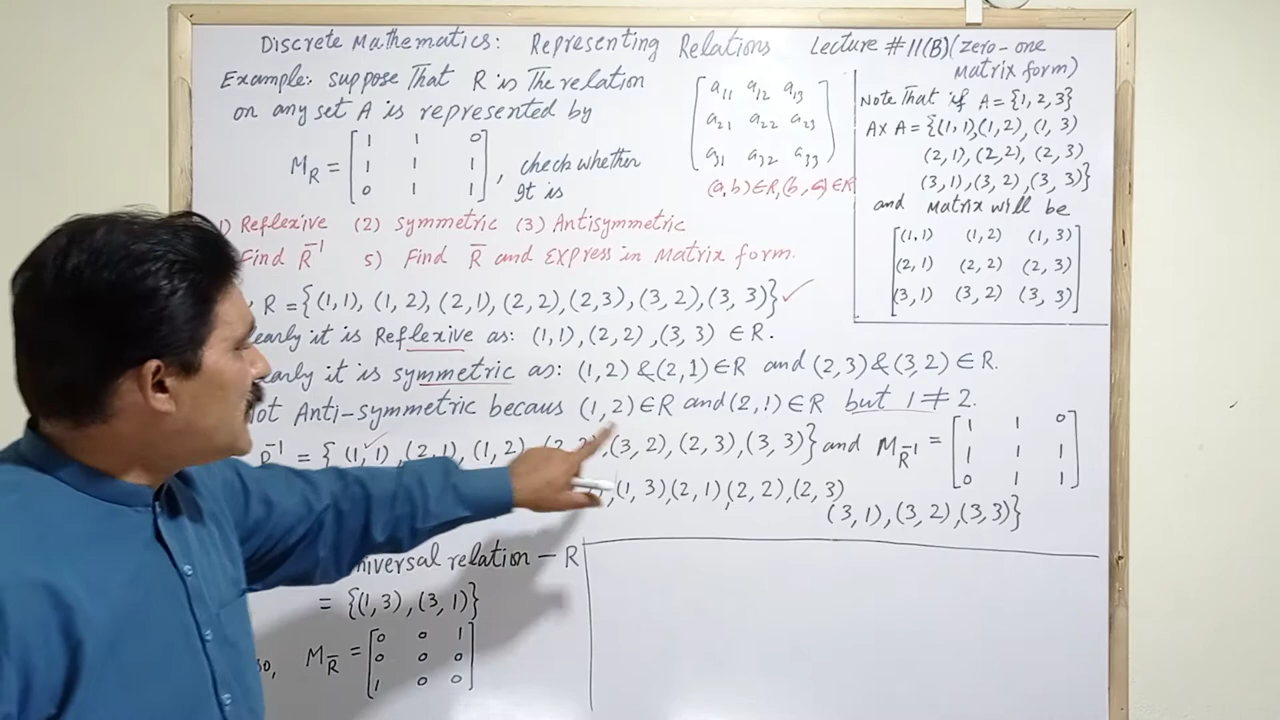 Discrete Mathematics: Representing Relations Lecture #11(B)(zero-one
Matrix form)
Example: suppose That R is The relation
on any set A is represented by
M_R = [1 1 0
1 1 1
0 1 1], check whether
It is
a11 a12 a13
a21 a22 a23
a31 a32 a33
(a,b)∈R,(b,a)∈R
Note That if A = {1,2,3}
A×A = {(1,1),(1,2),(1,3)
(2,1),(2,2),(2,3)
(3,1),(3,2)(3,3)}
and Matrix will be
(1,1) (1,2) (1,3)
(2,1) (2,2) (2,3)
(3,1) (3,2) (3,3)
1) Reflexive (2) symmetric (3) Antisymmetric
Find R⁻¹ 5) Find R̄ and Express in Matrix form.
R = {(1,1), (1,2), (2,1), (2,2), (2,3), (3,2), (3,3)} ✓
early it is Reflexive as: (1,1),(2,2),(3,3) ∈ R.
early it is symmetric as: (1,2)&(2,1)∈R and (2,3)&(3,2)∈R.
Not Anti-symmetric becaus (1,2)∈R and (2,1)∈R but 1≠2.
R⁻¹ = {(1,1),(2,1),(1,2), (2,2),(3,2),(2,3),(3,3)} and M_R⁻¹ = [1 1 0
1 1 1
0 1 1]
,(1,3)(2,1)(2,2),(2,3)
(3,1),(3,2),(3,3)}
niversal relation – R
= {(1,3),(3,1)}
so, M_R̄ = [0 0 1
0 0 0
1 0 0]